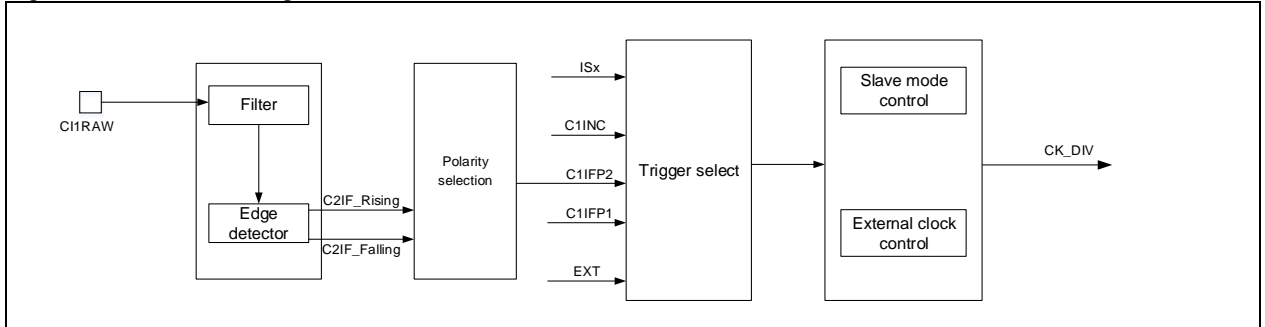 CI1RAW
Filter
Edge
detector
C2IF_Rising
C2IF_Falling
Polarity
selection
ISx
C1INC
C1IFP2
C1IFP1
EXT
Trigger select
Slave mode
control
External clock
control
CK_DIV